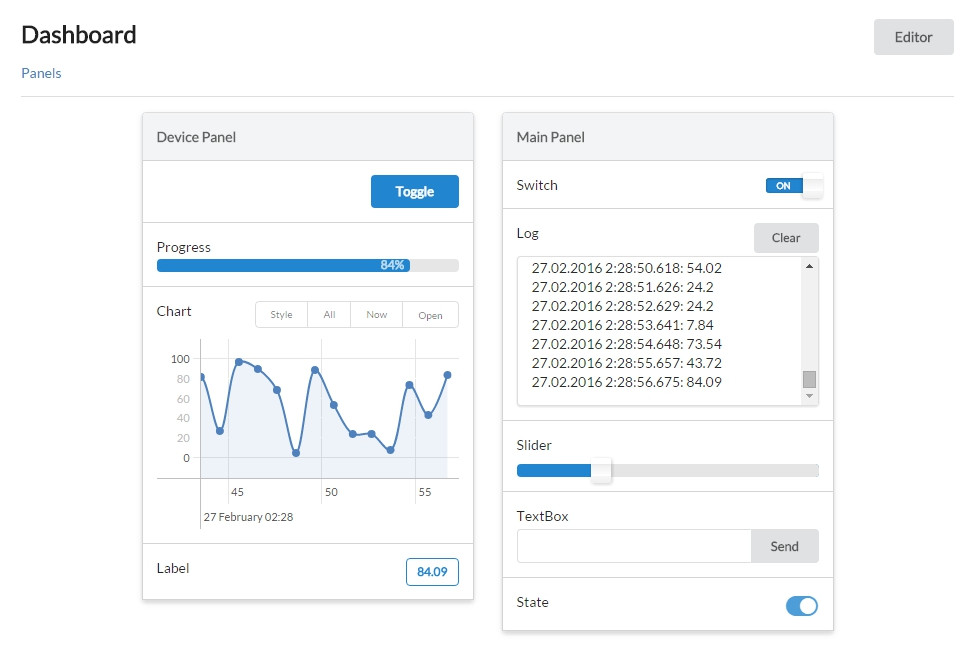 Dashboard
Editor
Panels
Device Panel
Toggle
Progress
84%
Chart
Style All Now Open
100
80
60
40
20
0
45 50 55
27 February 02:28
Label
84.09
Main Panel
Switch
ON
Log
Clear
27.02.2016 2:28:50.618: 54.02
27.02.2016 2:28:51.626: 24.2
27.02.2016 2:28:52.629: 24.2
27.02.2016 2:28:53.641: 7.84
27.02.2016 2:28:54.648: 73.54
27.02.2016 2:28:55.657: 43.72
27.02.2016 2:28:56.675: 84.09
Slider
TextBox
Send
State